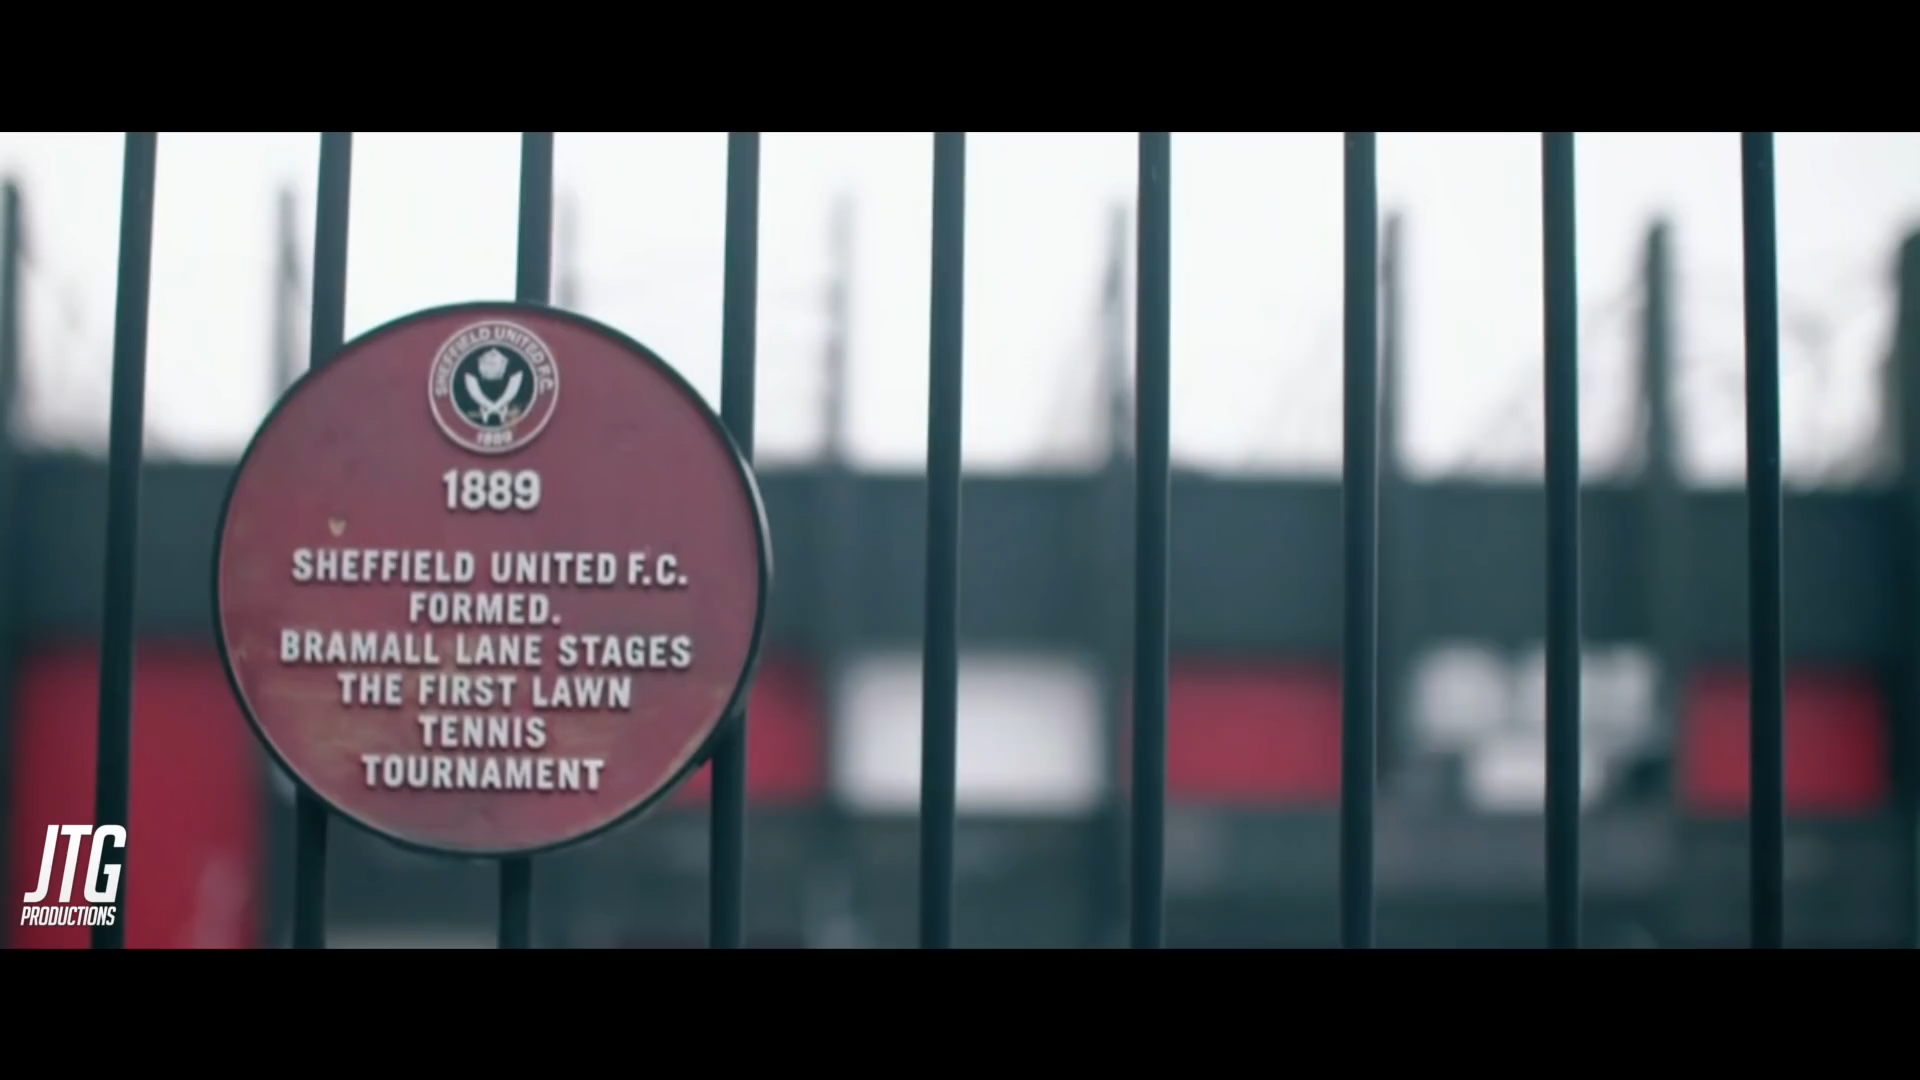 SHEFFIELD UNITED F.C.
1889
1889
SHEFFIELD UNITED F.C.
FORMED.
BRAMALL LANE STAGES
THE FIRST LAWN
TENNIS
TOURNAMENT
JTG
PRODUCTIONS